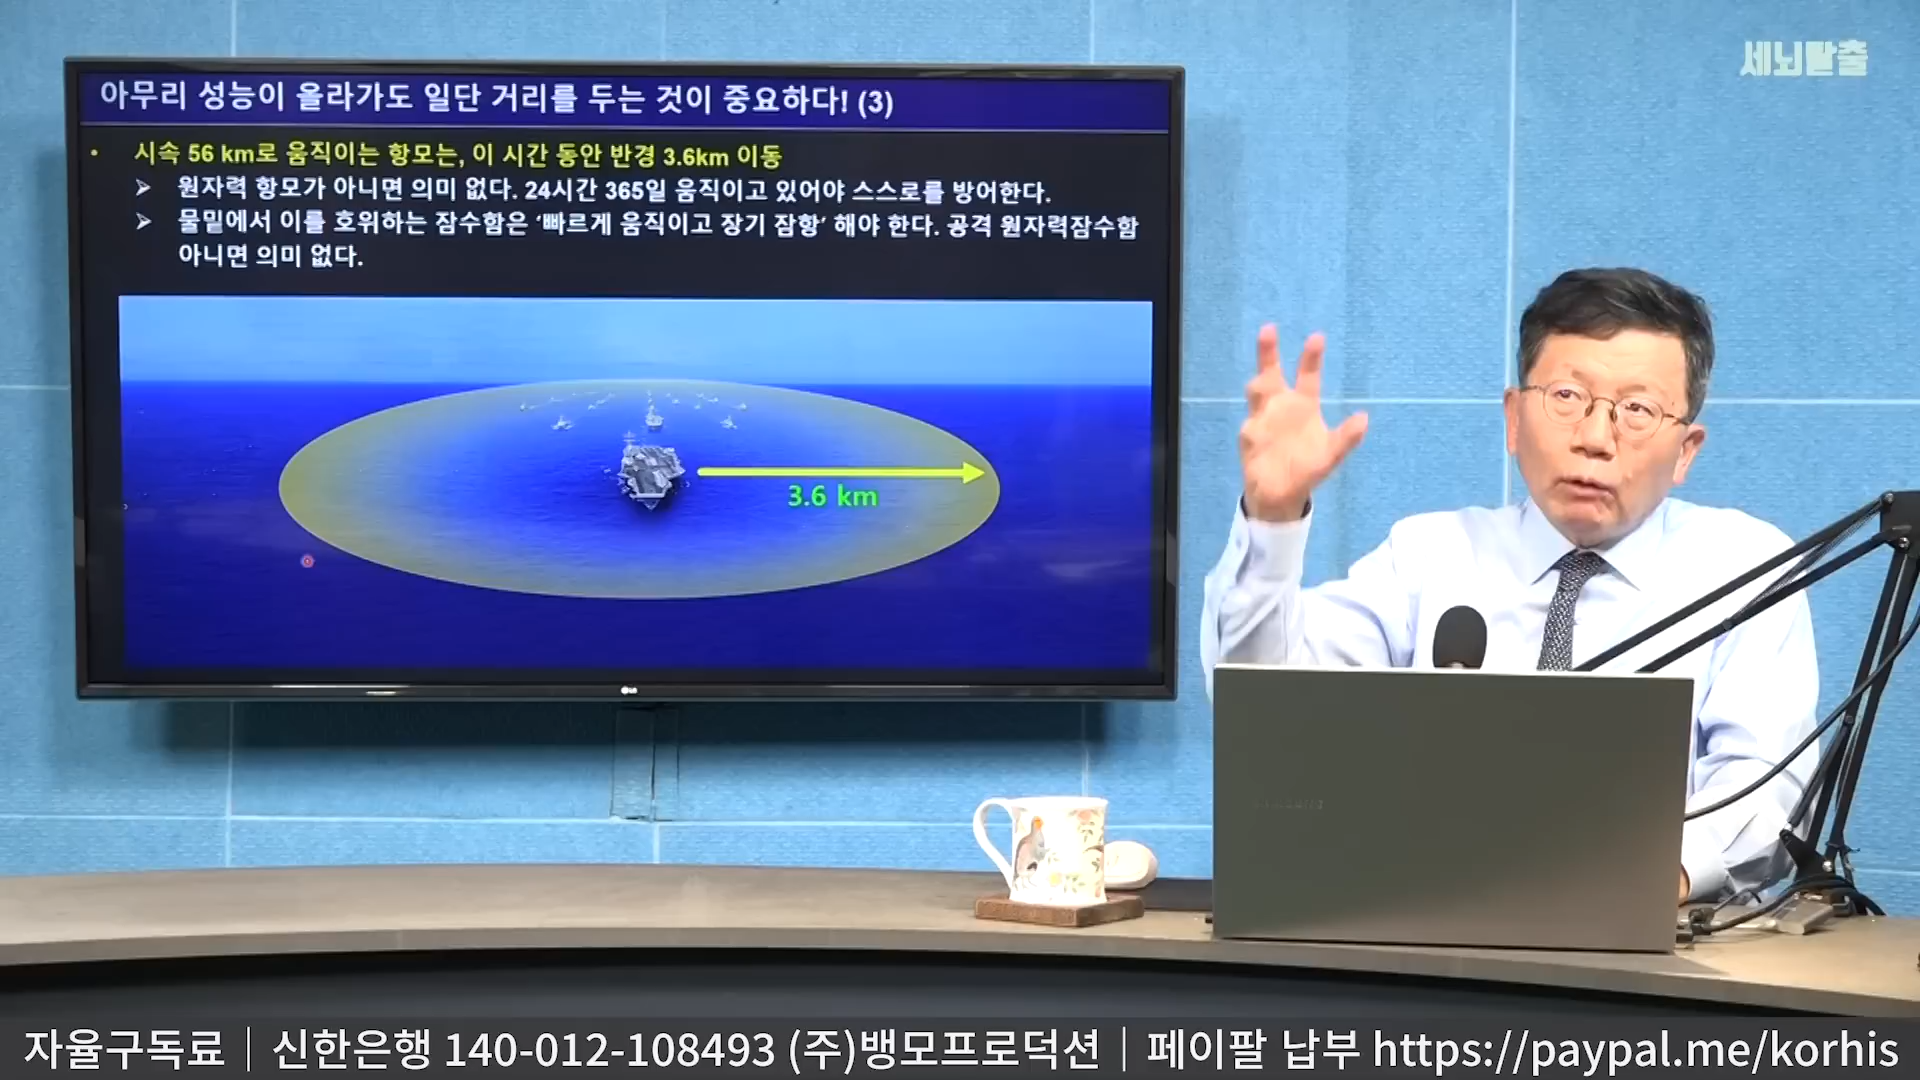 세뇌탈출
아무리 성능이 올라가도 일단 거리를 두는 것이 중요하다! (3)
• 시속 56 km로 움직이는 항모는, 이 시간 동안 반경 3.6km 이동
➢ 원자력 항모가 아니면 의미 없다. 24시간 365일 움직이고 있어야 스스로를 방어한다.
➢ 물밑에서 이를 호위하는 잠수함은 ‘빠르게 움직이고 장기 잠항’ 해야 한다. 공격 원자력잠수함
아니면 의미 없다.
3.6 km
LG
SAMSUNG
자율구독료｜신한은행 140-012-108493 (주)뱅모프로덕션｜페이팔 납부 https://paypal.me/korhis